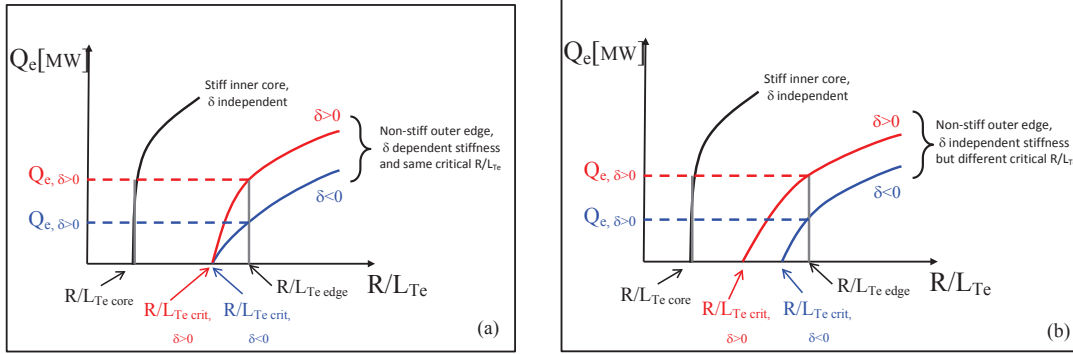 Qe[MW]
Stiff inner core,
δ independent
δ>0
Non-stiff outer edge,
δ dependent stiffness
and same critical R/LTe
Qe, δ>0
δ<0
Qe, δ>0
R/LTe core
R/LTe edge
R/LTe
R/LTe crit,
δ>0
R/LTe crit,
δ<0
(a)
Qe[MW]
Stiff inner core,
δ independent
δ>0
Non-stiff outer edge,
δ independent stiffness
but different critical R/LT
Qe, δ>0
δ<0
Qe, δ>0
R/LTe core
R/LTe edge
R/LTe
R/LTe crit,
δ>0
R/LTe crit,
δ<0
(b)